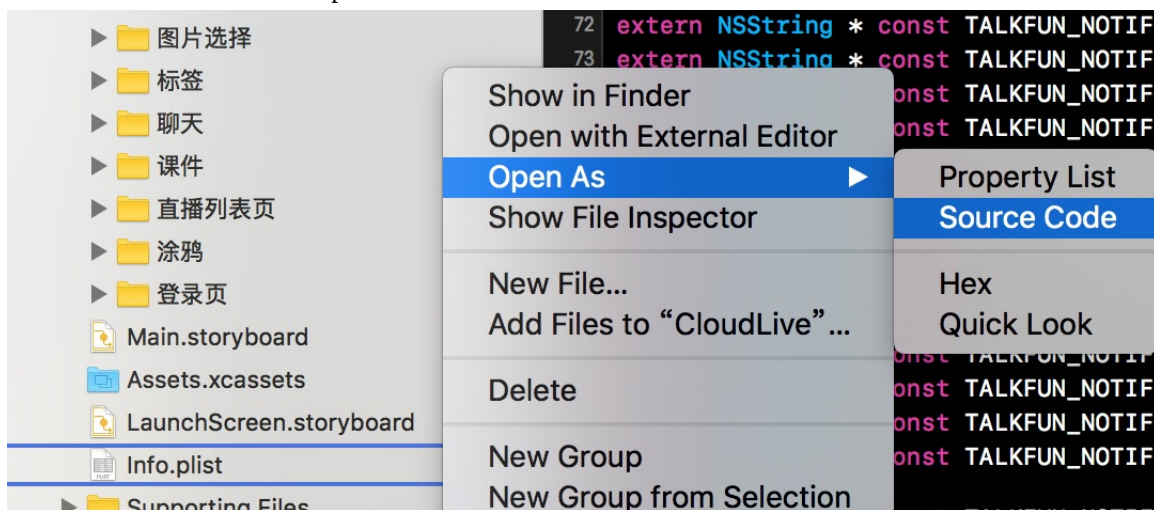 图片选择
标签
聊天
课件
直播列表页
涂鸦
登录页
Main.storyboard
Assets.xcassets
LaunchScreen.storyboard
Info.plist
Supporting Files
Show in Finder
Open with External Editor
Open As
Show File Inspector
New File...
Add Files to “CloudLive”...
Delete
New Group
New Group from Selection
Property List
Source Code
Hex
Quick Look
72 extern NSString * const TALKFUN_NOTIF
73 extern NSString * const TALKFUN_NOTIF
onst TALKFUN_NOTIF
onst TALKFUN_NOTIF
onst TALKFUN_NOTIF
onst TALKFUN_NOTIF
onst TALKFUN_NOTIF
onst TALKFUN_NOTIF